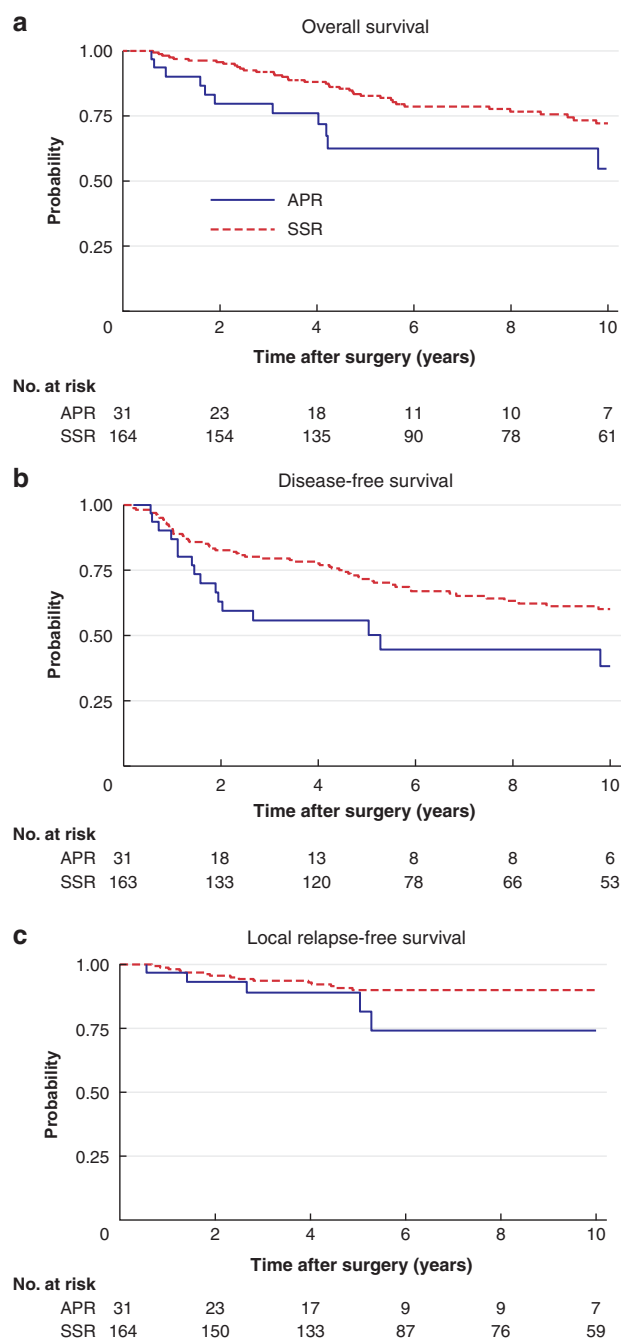 a
Overall survival
1.00
0.75
0.50
0.25
0
Probability
APR
SSR
2 4 6 8 10
Time after surgery (years)
No. at risk
APR 31 23 18 11 10 7
SSR 164 154 135 90 78 61
b
Disease-free survival
1.00
0.75
0.50
0.25
0
Probability
2 4 6 8 10
Time after surgery (years)
No. at risk
APR 31 18 13 8 8 6
SSR 163 133 120 78 66 53
c
Local relapse-free survival
1.00
0.75
0.50
0.25
0
Probability
2 4 6 8 10
Time after surgery (years)
No. at risk
APR 31 23 17 9 9 7
SSR 164 150 133 87 76 59